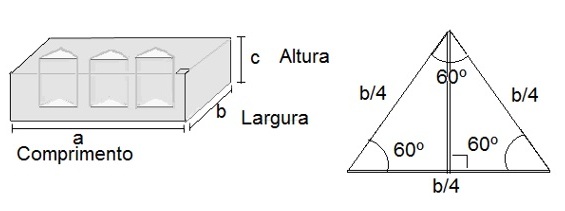 c Altura
b
Largura
a
Comprimento
60º
b/4
b/4
60º
60º
b/4